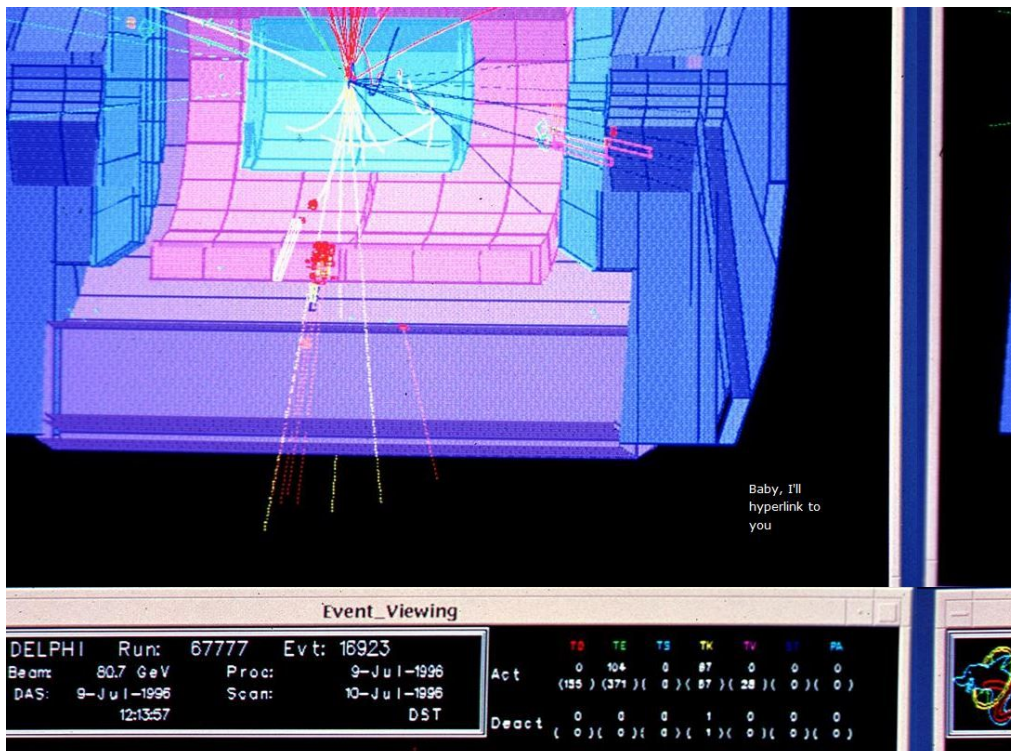 Baby, I'll
hyperlink to
you
Event_Viewing
DELPHI Run: 67777 Evt: 16923
Beam: 80.7 GeV Proc: 9-Jul-1996
DAS: 9-Jul-1996 Scan: 10-Jul-1996
12:13:57 DST
TD TE TS TK TV ST PA
Act 0 104 0 87 0 0 0
(135) (371) ( 0) ( 87) ( 28) ( 0) ( 0)
Deact 0 0 0 1 0 0 0
( 0) ( 0) ( 0) ( 1) ( 0) ( 0) ( 0)